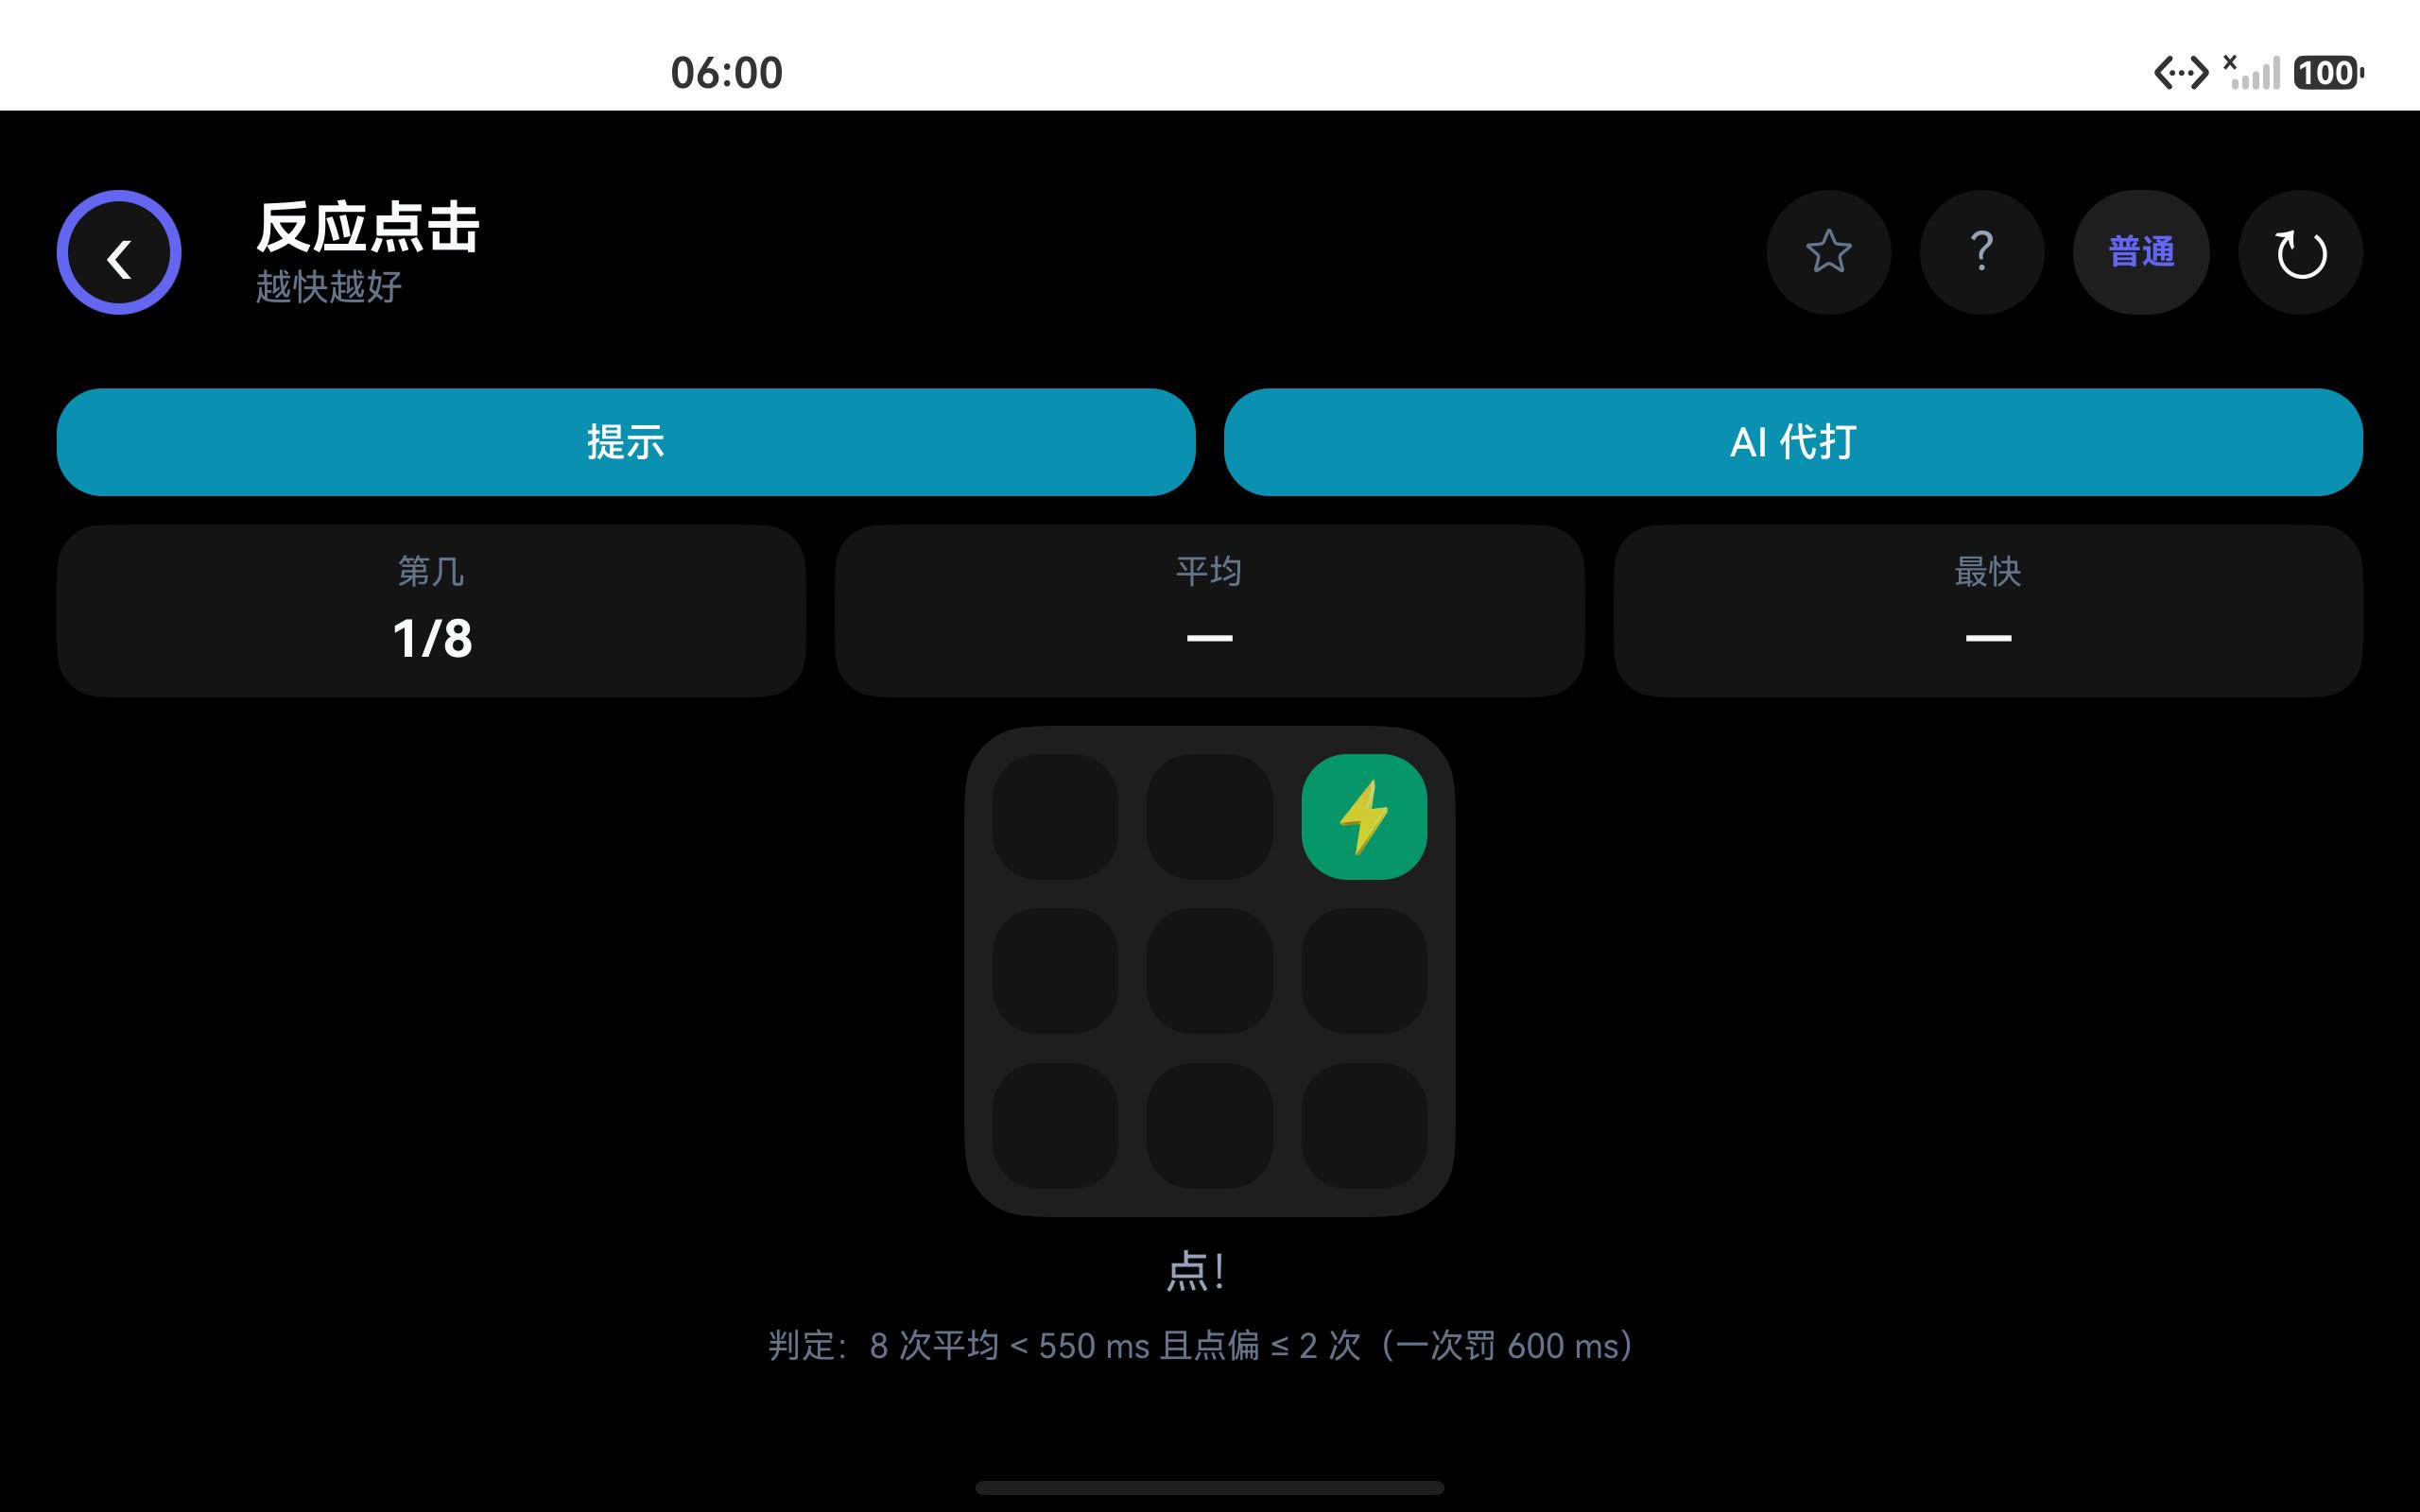 06:00
100
反应点击
越快越好
?
普通
提示
AI 代打
第几
平均
最快
1/8
—
—
点!
判定：8 次平均 < 550 ms 且点偏 ≤ 2 次（一次罚 600 ms）